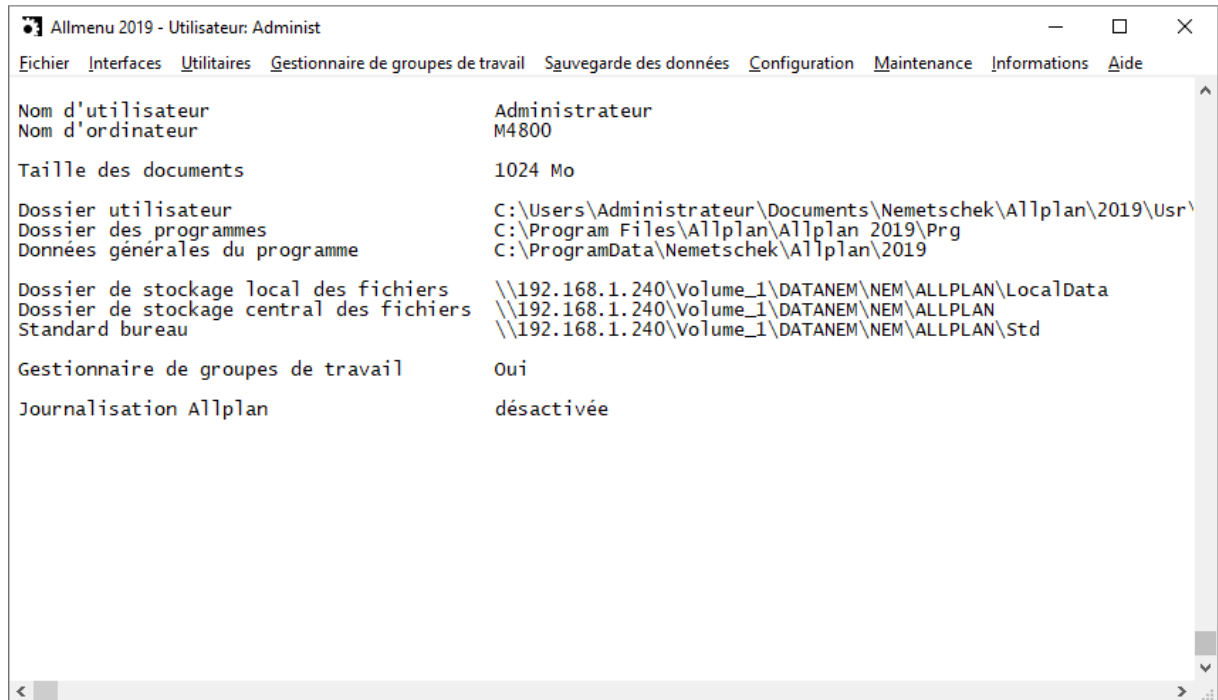 Allmenu 2019 - Utilisateur: Administ
Fichier Interfaces Utilitaires Gestionnaire de groupes de travail Sauvegarde des données Configuration Maintenance Informations Aide
Nom d'utilisateur Administrateur
Nom d'ordinateur M4800
Taille des documents 1024 Mo
Dossier utilisateur C:\Users\Administrateur\Documents\Nemetschek\Allplan\2019\Usr\
Dossier des programmes C:\Program Files\Allplan\Allplan 2019\Prg
Données générales du programme C:\ProgramData\Nemetschek\Allplan\2019
Dossier de stockage local des fichiers \\192.168.1.240\Volume_1\DATANEM\NEM\ALLPLAN\LocalData
Dossier de stockage central des fichiers \\192.168.1.240\Volume_1\DATANEM\NEM\ALLPLAN
Standard bureau \\192.168.1.240\Volume_1\DATANEM\NEM\ALLPLAN\Std
Gestionnaire de groupes de travail Oui
Journalisation Allplan désactivée